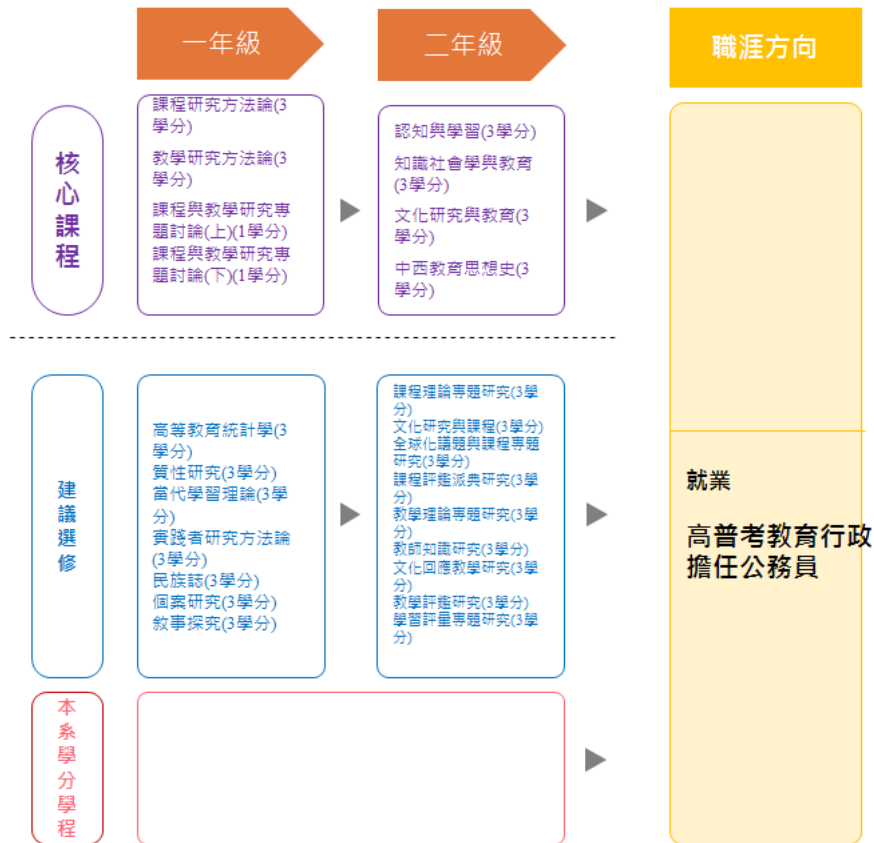 一年級
二年級
職涯方向
核心課程
課程研究方法論(3
學分)
教學研究方法論(3
學分)
課程與教學研究專
題討論(上)(1學分)
課程與教學研究專
題討論(下)(1學分)
認知與學習(3學分)
知識社會學與教育
(3學分)
文化研究與教育(3
學分)
中西教育思想史(3
學分)
建議選修
高等教育統計學(3
學分)
質性研究(3學分)
當代學習理論(3學
分)
實踐者研究方法論
(3學分)
民族誌(3學分)
個案研究(3學分)
敘事探究(3學分)
課程理論專題研究(3學
分)
文化研究與課程(3學分)
全球化議題與課程專題
研究(3學分)
課程評鑑派典研究(3學
分)
教學理論專題研究(3學
分)
教師知識研究(3學分)
文化回應教學研究(3學
分)
教學評鑑研究(3學分)
學習評量專題研究(3學
分)
就業
高普考教育行政
擔任公務員
本系學分學程